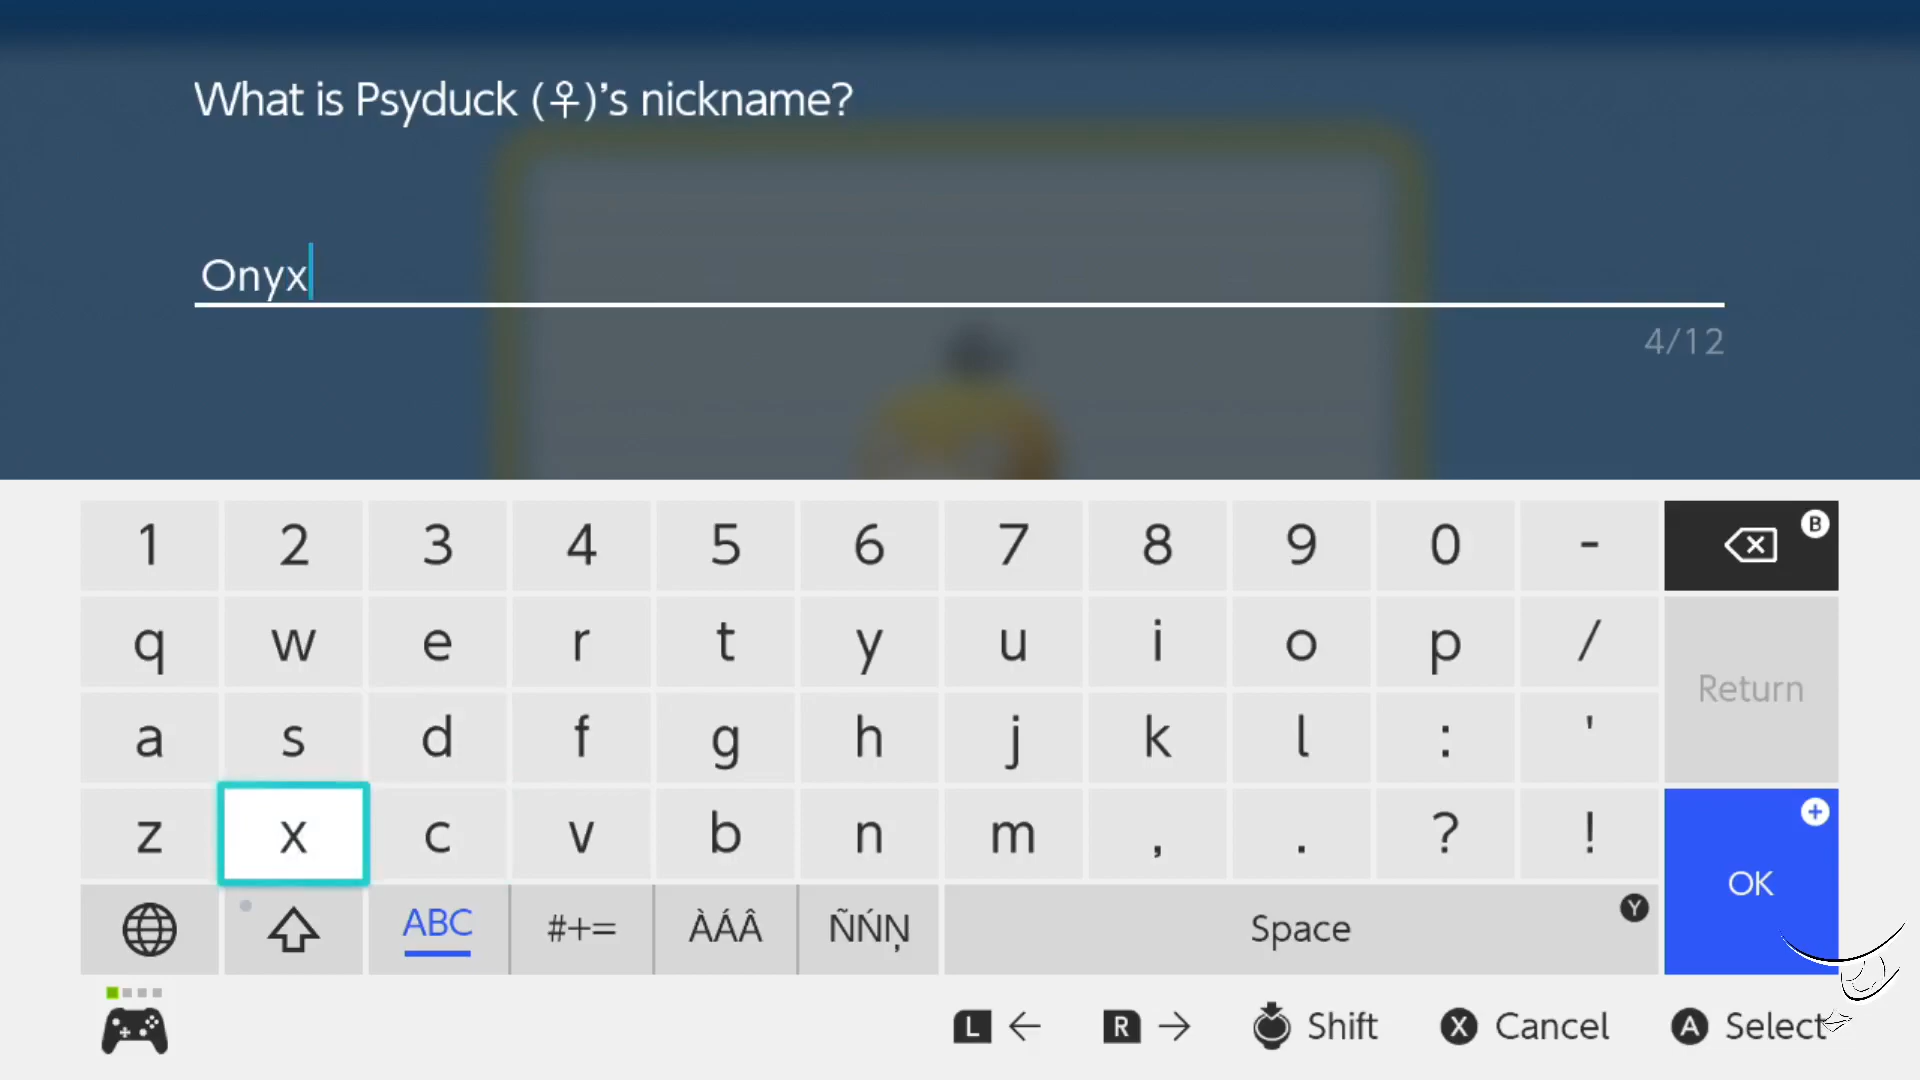 What is Psyduck (♀)’s nickname?
Onyx
4/12
1 2 3 4 5 6 7 8 9 0 - B
q w e r t y u i o p /
Return
a s d f g h j k l : '
z x c v b n m , . ? ! +
OK
ABC #+= ÀÁÂ ÑŃŅ Space Y
L ← R → Shift X Cancel A Select